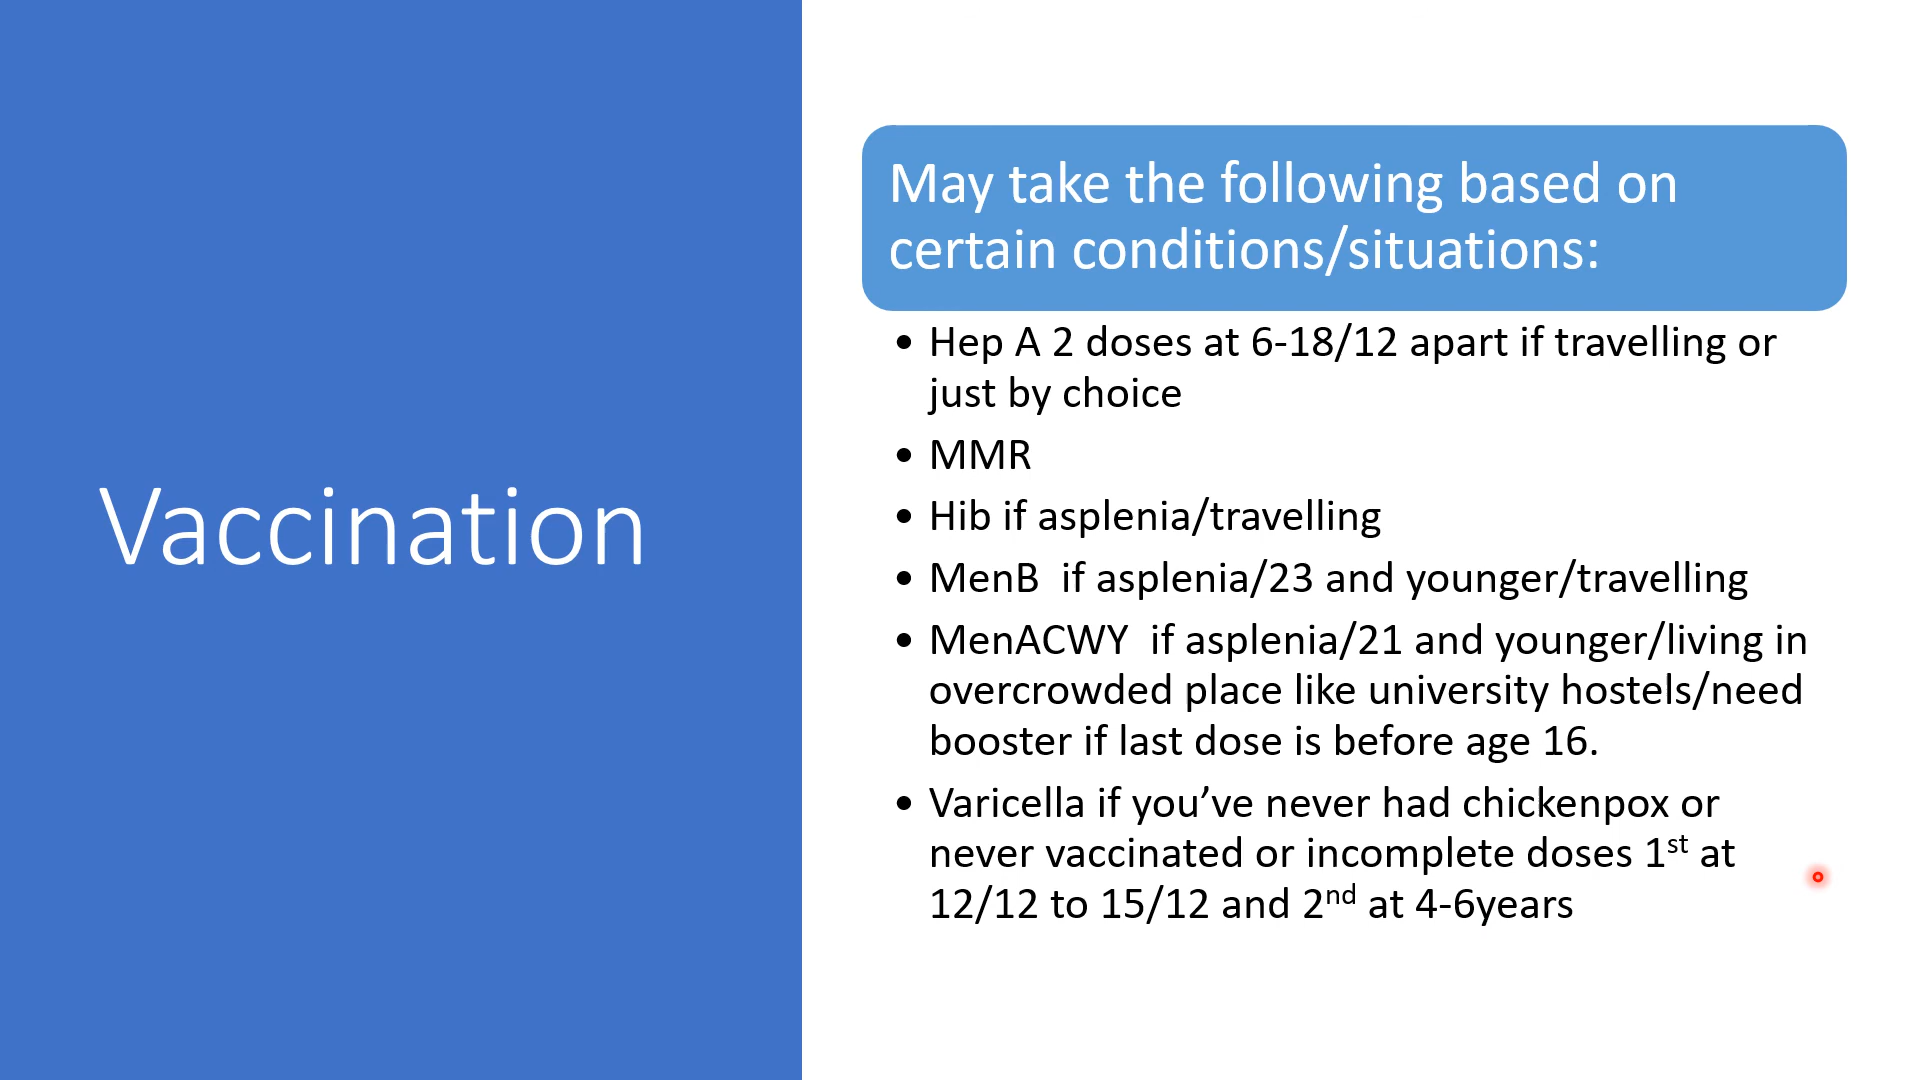 Vaccination
May take the following based on
certain conditions/situations:
• Hep A 2 doses at 6-18/12 apart if travelling or
just by choice
• MMR
• Hib if asplenia/travelling
• MenB  if asplenia/23 and younger/travelling
• MenACWY  if asplenia/21 and younger/living in
overcrowded place like university hostels/need
booster if last dose is before age 16.
• Varicella if you’ve never had chickenpox or
never vaccinated or incomplete doses 1st at
12/12 to 15/12 and 2nd at 4-6years